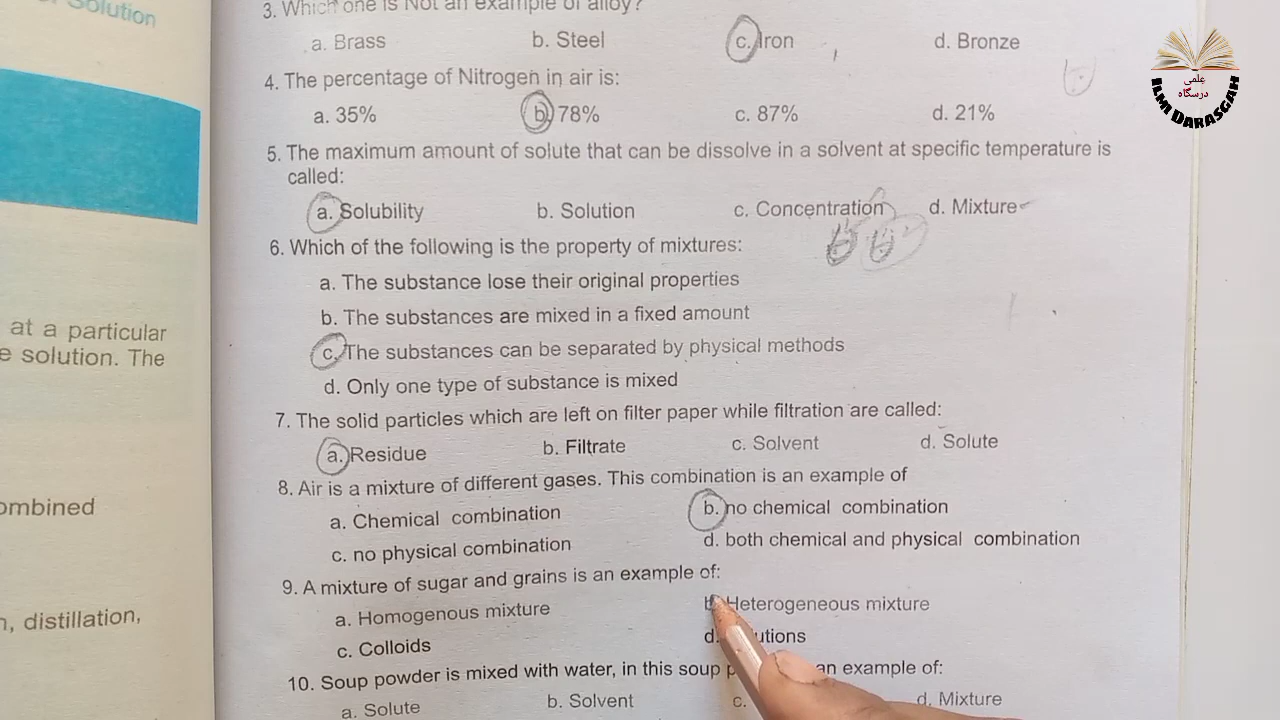 Solution
3. Which one is Not an example of alloy?
a. Brass b. Steel c. Iron d. Bronze
4. The percentage of Nitrogen in air is:
a. 35% b. 78% c. 87% d. 21%
5. The maximum amount of solute that can be dissolve in a solvent at specific temperature is
called:
a. Solubility b. Solution c. Concentration d. Mixture
6. Which of the following is the property of mixtures:
a. The substance lose their original properties
b. The substances are mixed in a fixed amount
c. The substances can be separated by physical methods
d. Only one type of substance is mixed
7. The solid particles which are left on filter paper while filtration are called:
a. Residue b. Filtrate c. Solvent d. Solute
8. Air is a mixture of different gases. This combination is an example of
a. Chemical combination b. no chemical combination
c. no physical combination d. both chemical and physical combination
9. A mixture of sugar and grains is an example of:
a. Homogenous mixture b. Heterogeneous mixture
c. Colloids d.
10. Soup powder is mixed with water, in this soup an example of:
a. Solute b. Solvent c. d. Mixture
at a particular
solution. The
distillation,
علمی
درسگاہ
ILMI DARASGAH